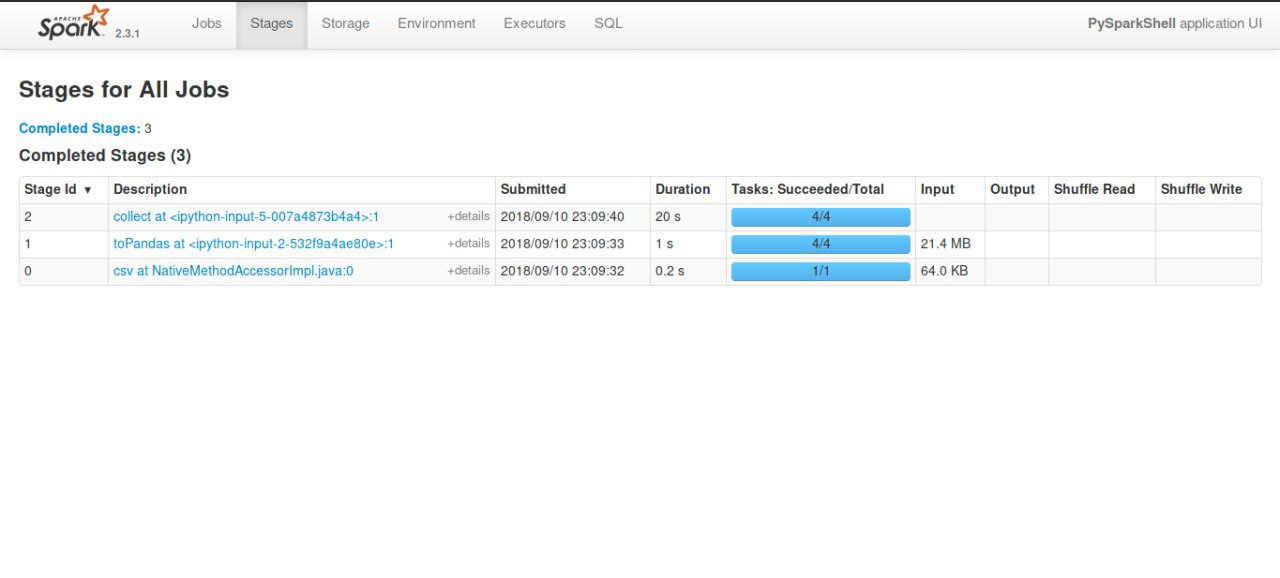 APACHE Spark 2.3.1 Jobs Stages Storage Environment Executors SQL PySparkShell application UI
Stages for All Jobs
Completed Stages: 3
Completed Stages (3)
Stage Id ▼ Description Submitted Duration Tasks: Succeeded/Total Input Output Shuffle Read Shuffle Write
2 collect at <ipython-input-5-007a4873b4a4>:1 +details 2018/09/10 23:09:40 20 s 4/4
1 toPandas at <ipython-input-2-532f9a4ae80e>:1 +details 2018/09/10 23:09:33 1 s 4/4 21.4 MB
0 csv at NativeMethodAccessorImpl.java:0 +details 2018/09/10 23:09:32 0.2 s 1/1 64.0 KB